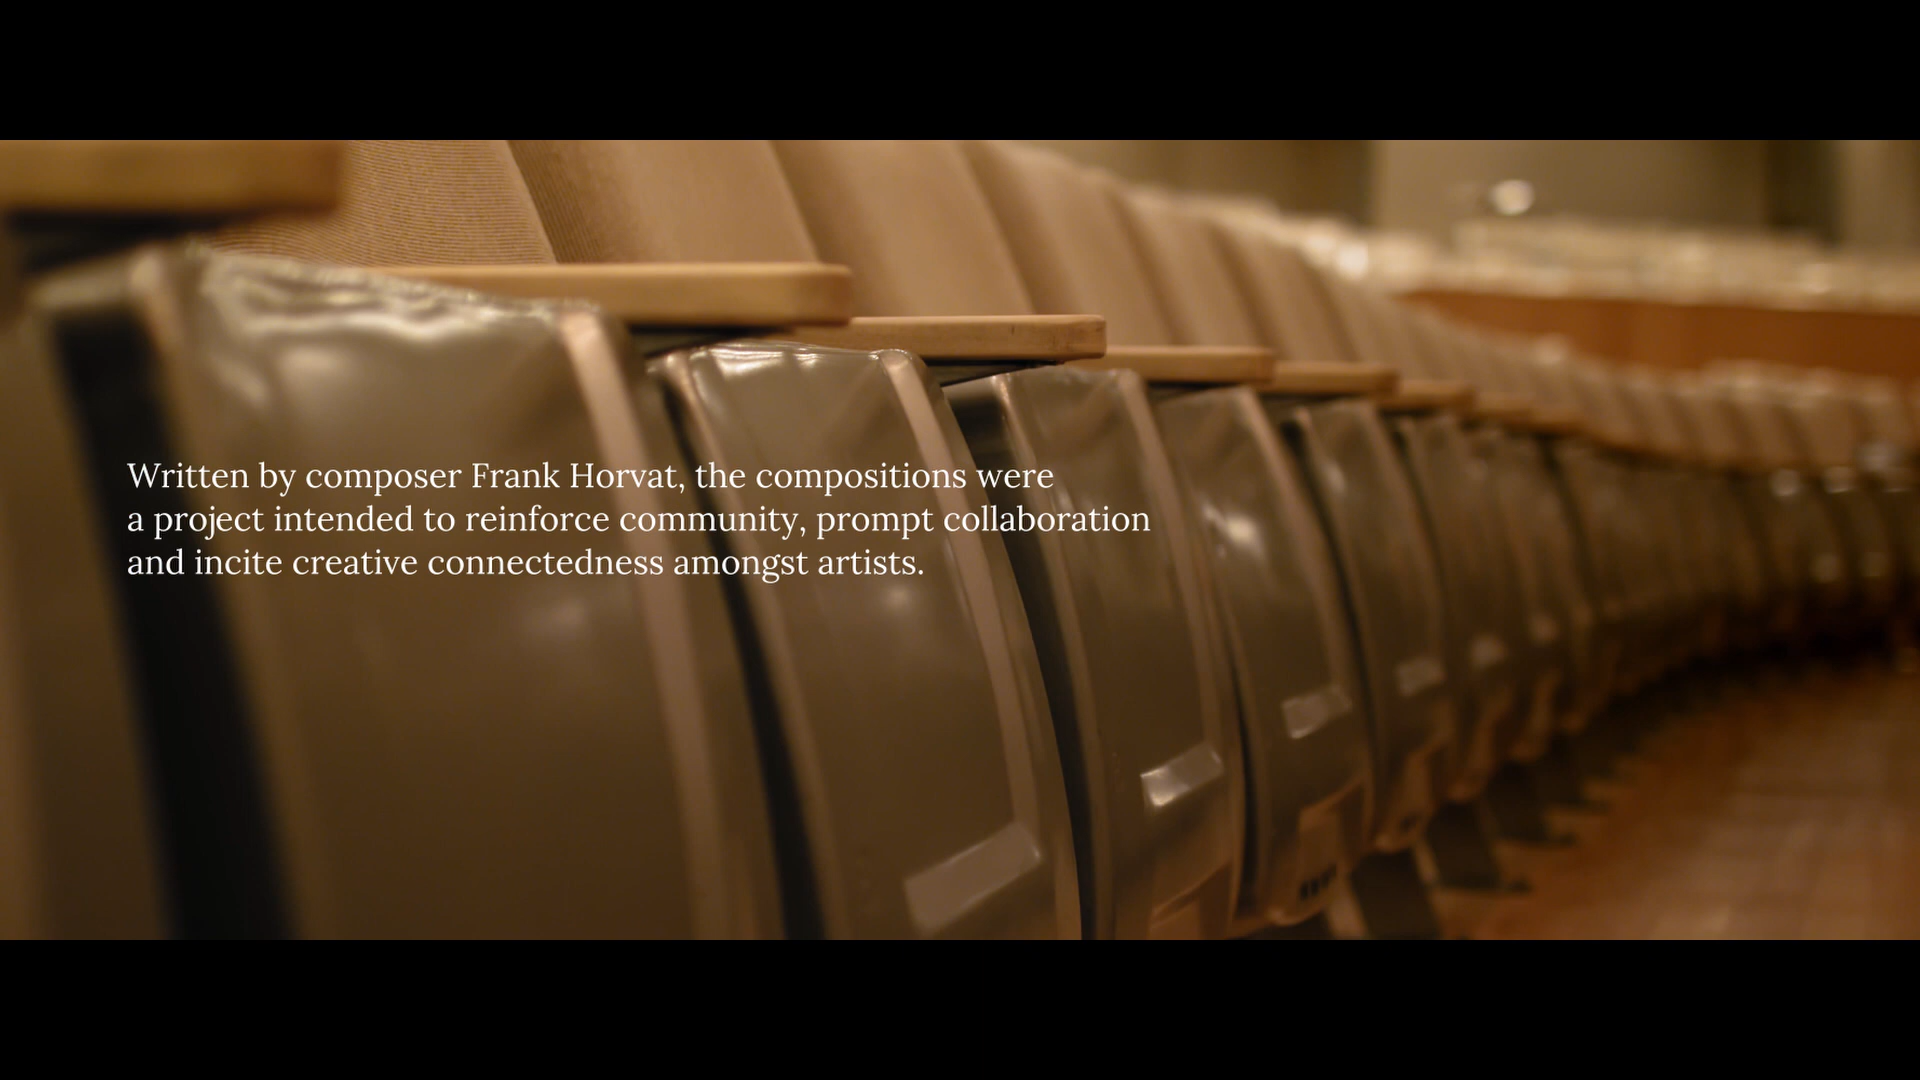 Written by composer Frank Horvat, the compositions were
a project intended to reinforce community, prompt collaboration
and incite creative connectedness amongst artists.